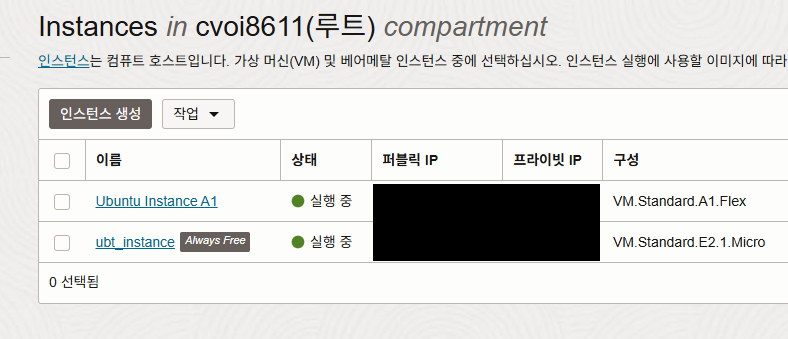 Instances in cvoi8611(루트) compartment
인스턴스는 컴퓨트 호스트입니다. 가상 머신(VM) 및 베어메탈 인스턴스 중에 선택하십시오. 인스턴스 실행에 사용할 이미지에 따라
인스턴스 생성 작업
이름 상태 퍼블릭 IP 프라이빗 IP 구성
Ubuntu Instance A1 실행 중 VM.Standard.A1.Flex
ubt_instance Always Free 실행 중 VM.Standard.E2.1.Micro
0 선택됨